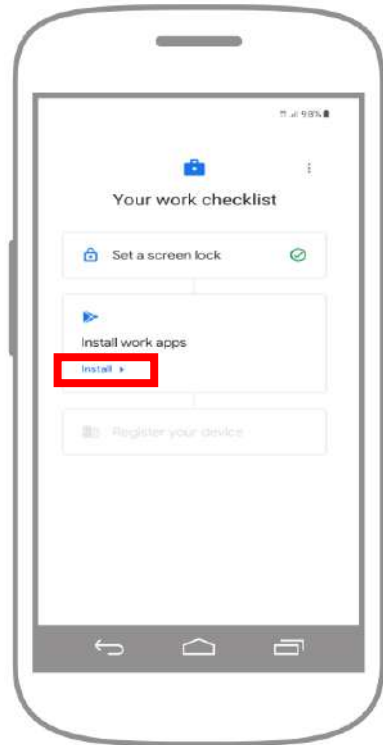 98%
Your work checklist
Set a screen lock
Install work apps
Install
Register your device